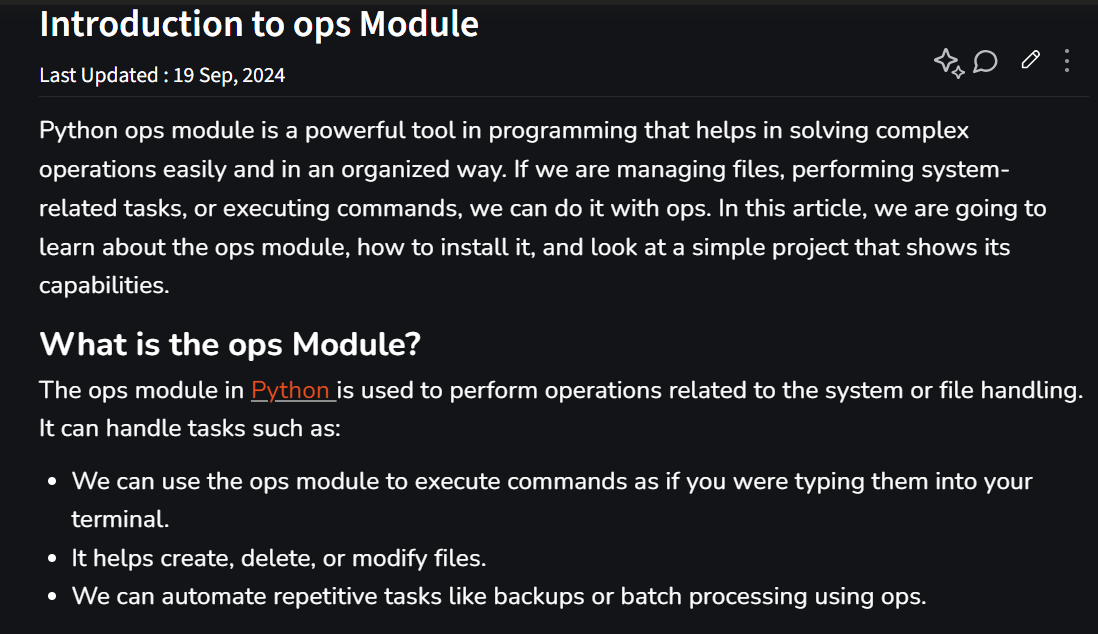 Introduction to ops Module
Last Updated : 19 Sep, 2024
Python ops module is a powerful tool in programming that helps in solving complex
operations easily and in an organized way. If we are managing files, performing system-
related tasks, or executing commands, we can do it with ops. In this article, we are going to
learn about the ops module, how to install it, and look at a simple project that shows its
capabilities.
What is the ops Module?
The ops module in Python is used to perform operations related to the system or file handling.
It can handle tasks such as:
• We can use the ops module to execute commands as if you were typing them into your
terminal.
• It helps create, delete, or modify files.
• We can automate repetitive tasks like backups or batch processing using ops.